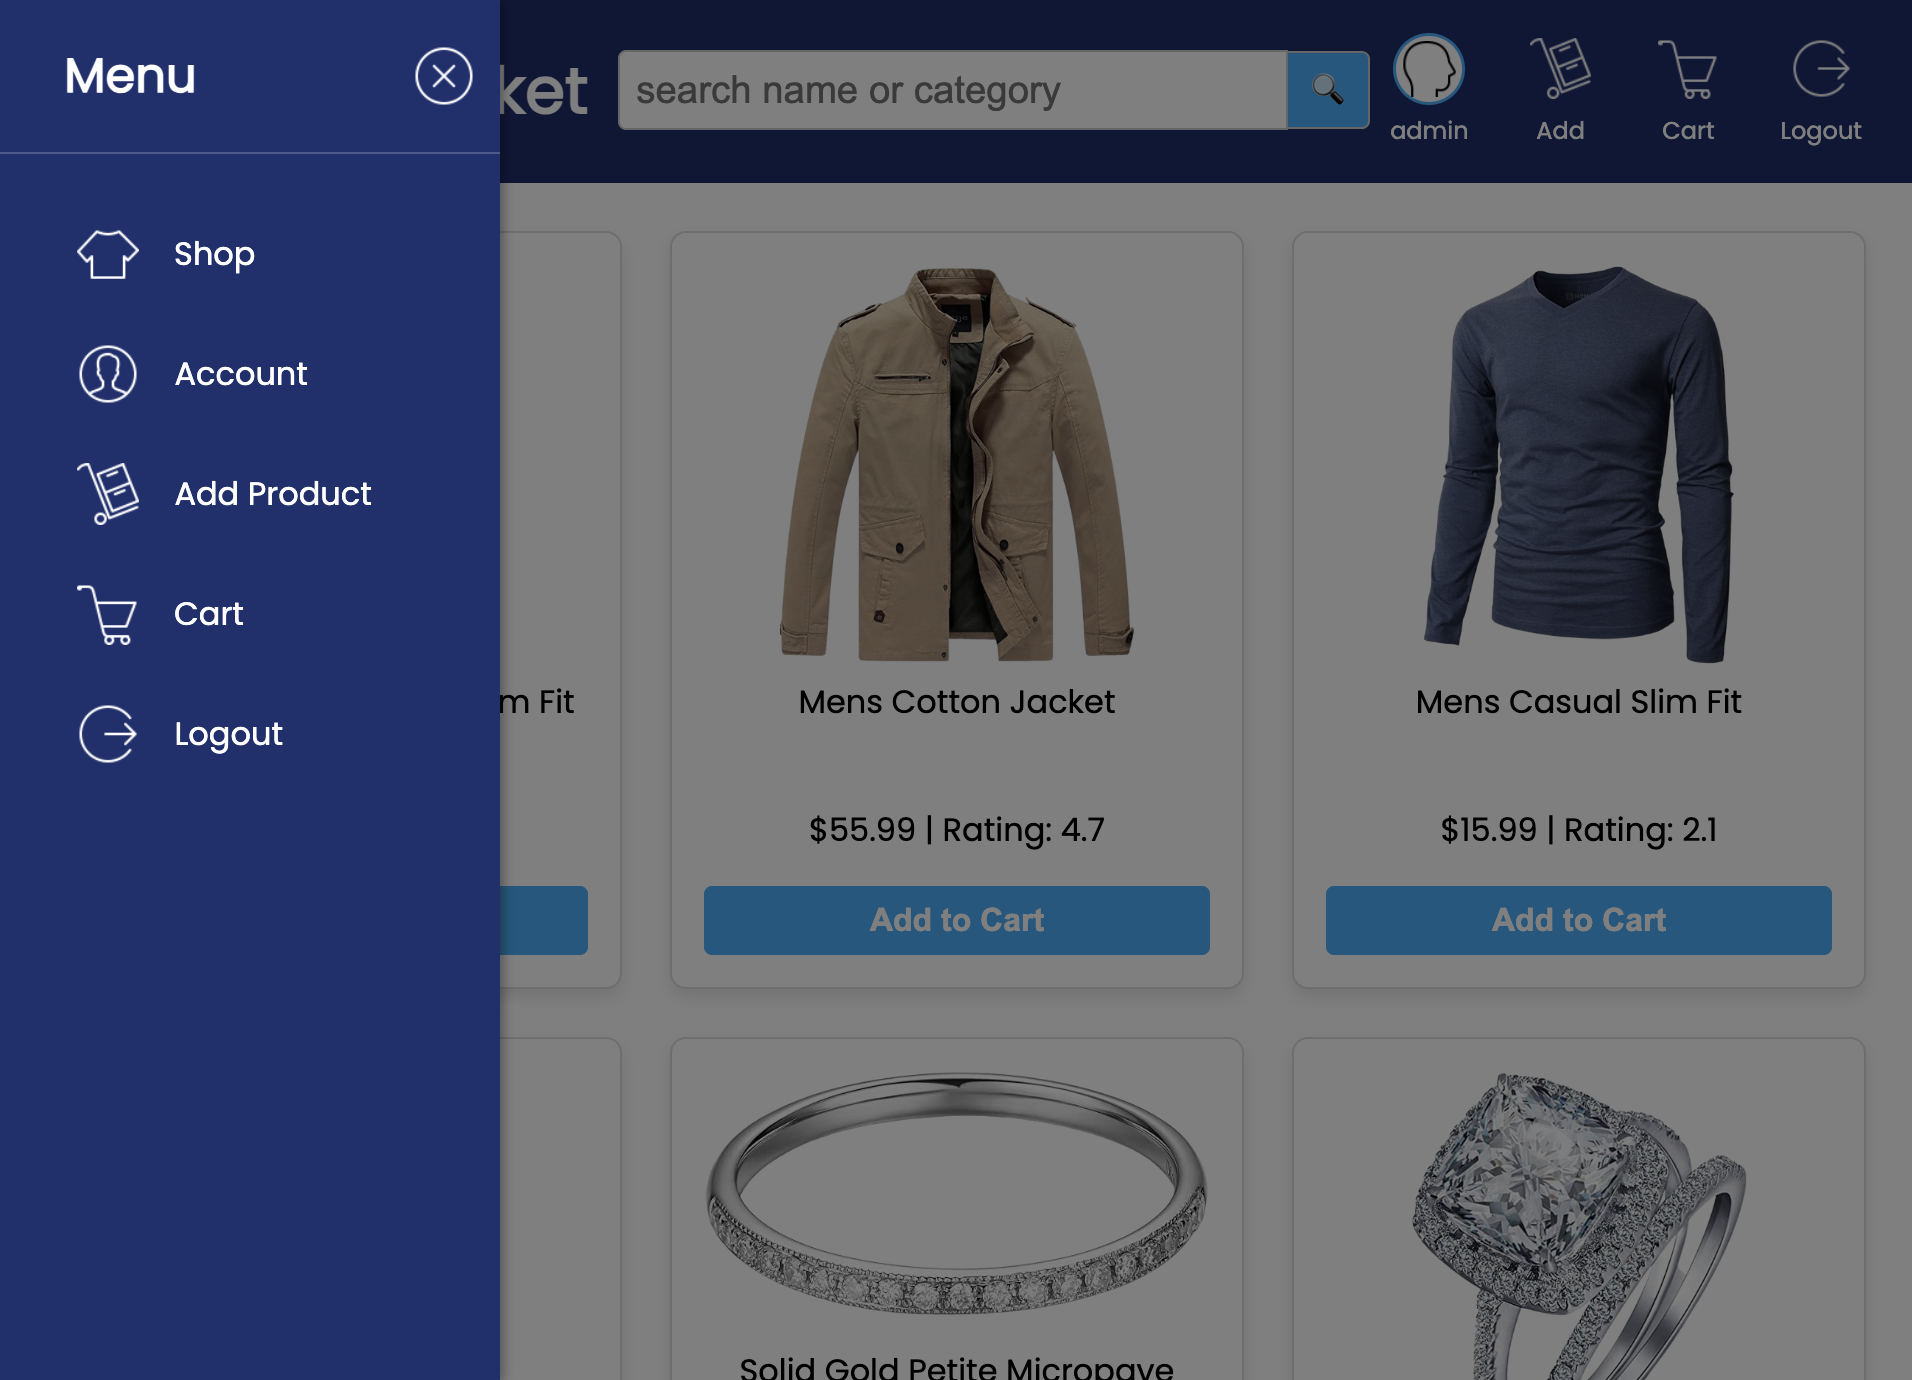 Menu
ket
search name or category
admin
Add
Cart
Logout
Shop
Account
Add Product
Cart
Logout
m Fit
Mens Cotton Jacket
$55.99 | Rating: 4.7
Add to Cart
Mens Casual Slim Fit
$15.99 | Rating: 2.1
Add to Cart
Solid Gold Petite Micropave